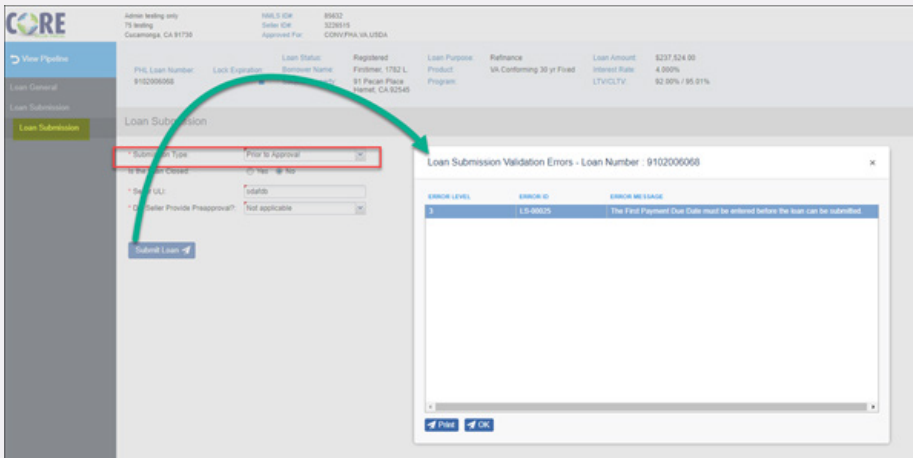 CORE
Admin testing only
75 testing
Cucamonga, CA 91730
NMLS ID#: 85632
Seller ID#: 3226515
Approved For: CONV,FHA,VA,USDA
View Pipeline
Loan General
Loan Submission
Loan Submission
PHL Loan Number: 9102006068
Lock Expiration:
Loan Status: Registered
Borrower Name: Firstimer, 1782 L
91 Pecan Place
Hemet, CA 92545
Loan Purpose: Refinance
Product: VA Conforming 30 yr Fixed
Program:
Loan Amount: $237,524.00
Interest Rate: 4.000%
LTV/CLTV: 92.00% / 95.01%
Loan Submission
* Submission Type: Prior to Approval
Is the Loan Closed: Yes No
* Seller ULI: sdafdb
* Did Seller Provide Preapproval?: Not applicable
Submit Loan
Loan Submission Validation Errors - Loan Number : 9102006068 ×
ERROR LEVEL ERROR ID ERROR MESSAGE
3 LS-00025 The First Payment Due Date must be entered before the loan can be submitted.
Print OK